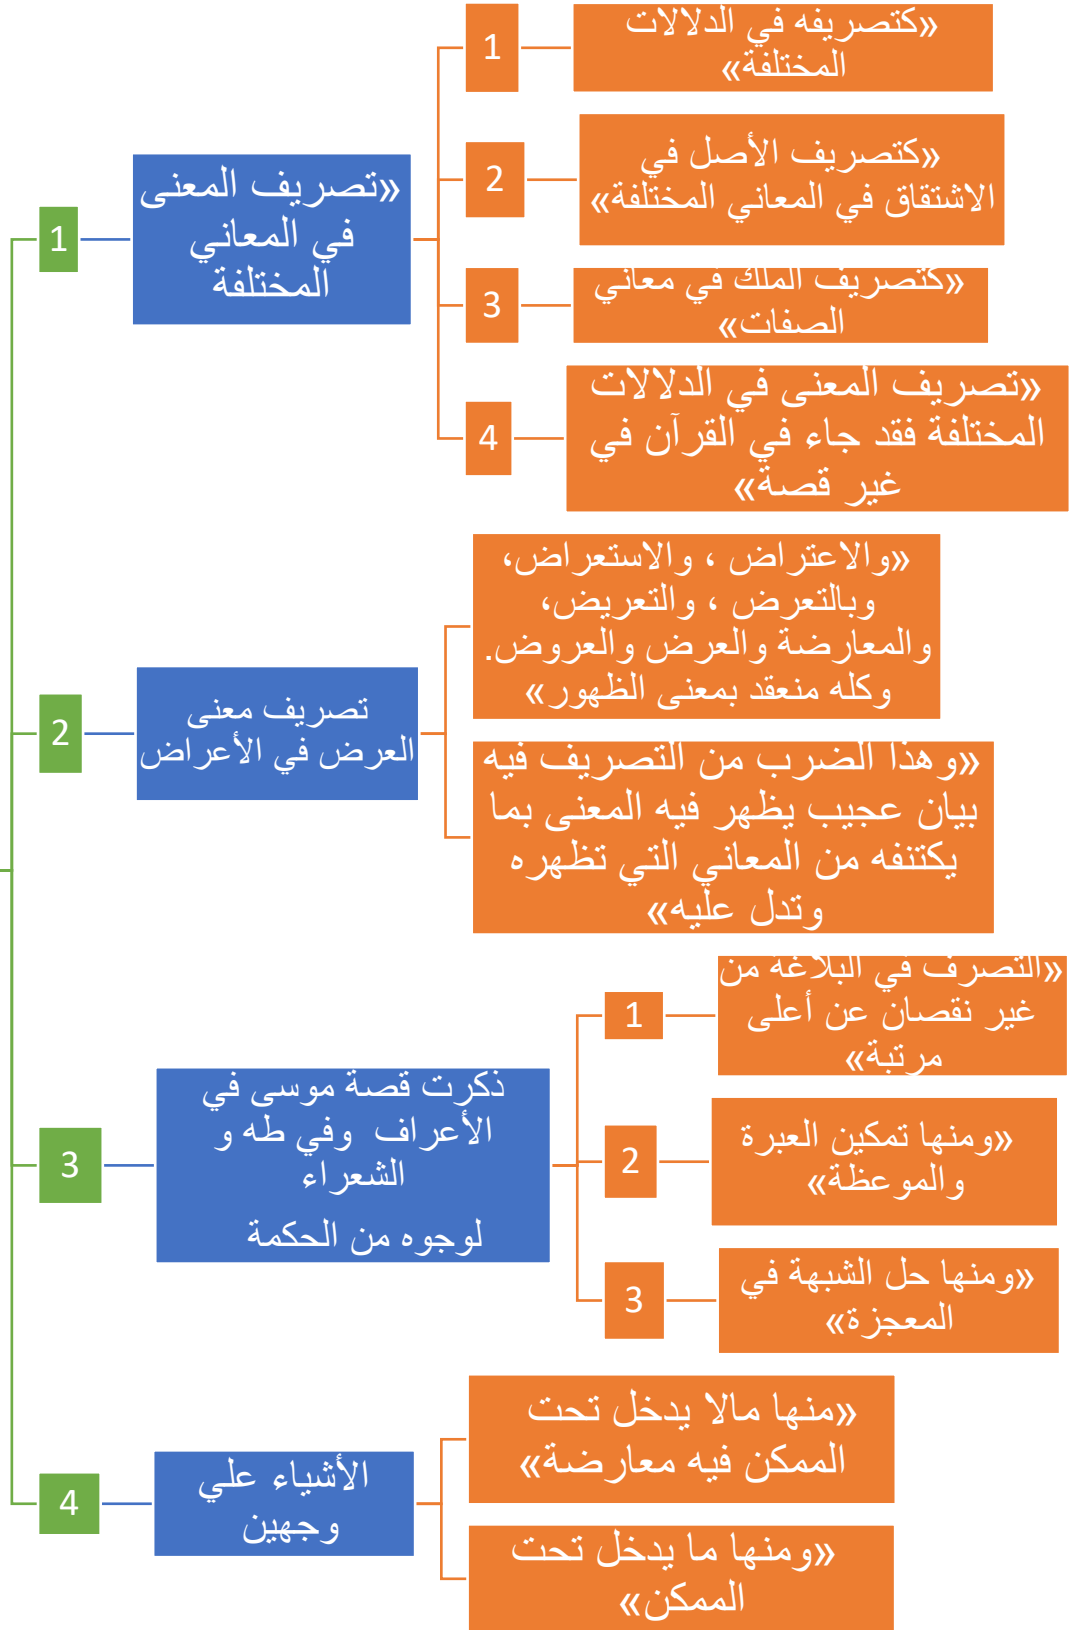 1
«تصريف المعنى
في المعاني
المختلفة
1
«كتصريفه في الدلالات
المختلفة»
2
«كتصريف الأصل في
الاشتقاق في المعاني المختلفة»
3
«كتصريف الملك في معاني
الصفات»
4
«تصريف المعنى في الدلالات
المختلفة فقد جاء في القرآن في
غير قصة»
2
تصريف معنى
العرض في الأعراض
«والاعتراض ، والاستعراض،
وبالتعرض ، والتعريض،
والمعارضة والعرض والعروض.
وكله منعقد بمعنى الظهور»
«وهذا الضرب من التصريف فيه
بيان عجيب يظهر فيه المعنى بما
يكتنفه من المعاني التي تظهره
وتدل عليه»
3
ذكرت قصة موسى في
الأعراف وفي طه و
الشعراء
لوجوه من الحكمة
1
«التصرف في البلاغة من
غير نقصان عن أعلى
مرتبة»
2
«ومنها تمكين العبرة
والموعظة»
3
«ومنها حل الشبهة في
المعجزة»
4
الأشياء علي
وجهين
«منها مالا يدخل تحت
الممكن فيه معارضة»
«ومنها ما يدخل تحت
الممكن»